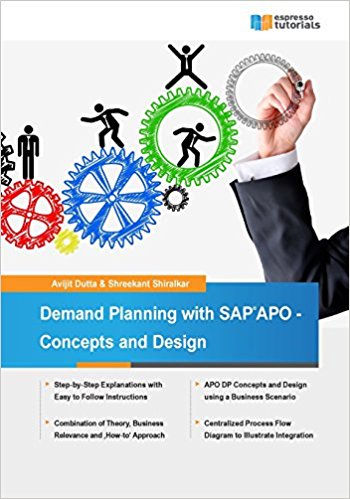 espresso
tutorials
Avijit Dutta & Shreekant Shiralkar
Demand Planning with SAP® APO -
Concepts and Design
Step-by-Step Explanations with
Easy to Follow Instructions
Combination of Theory, Business
Relevance and ‚How-to' Approach
APO DP Concepts and Design
using a Business Scenario
Centralized Process Flow
Diagram to Illustrate Integration